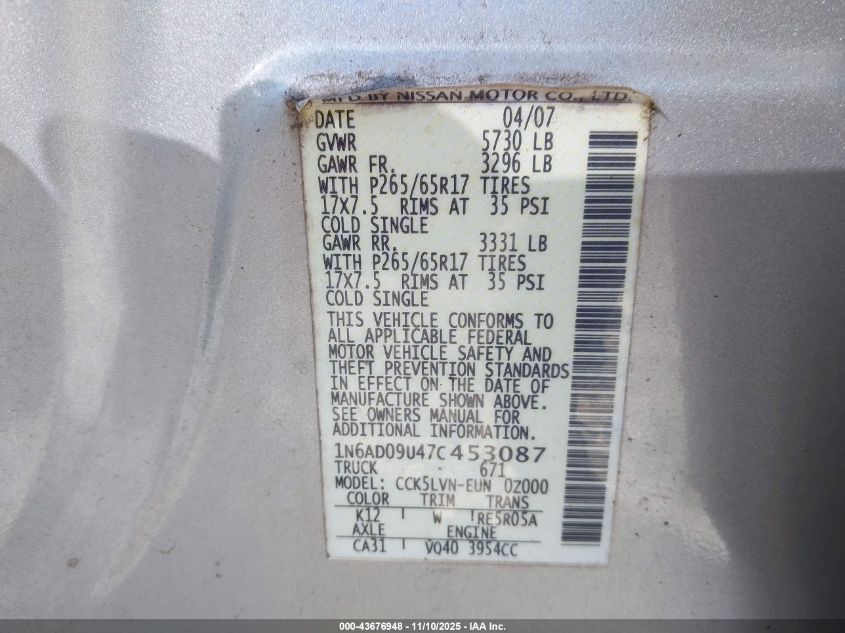 MFD BY NISSAN MOTOR CO., LTD.
DATE 04/07
GVWR 5730 LB
GAWR FR. 3296 LB
WITH P265/65R17 TIRES
17X7.5 RIMS AT 35 PSI
COLD SINGLE
GAWR RR. 3331 LB
WITH P265/65R17 TIRES
17X7.5 RIMS AT 35 PSI
COLD SINGLE
THIS VEHICLE CONFORMS TO
ALL APPLICABLE FEDERAL
MOTOR VEHICLE SAFETY AND
THEFT PREVENTION STANDARDS
IN EFFECT ON THE DATE OF
MANUFACTURE SHOWN ABOVE.
SEE OWNERS MANUAL FOR
ADDITIONAL INFORMATION.
1N6AD09U47C453087
TRUCK 671
MODEL: CCK5LVN-EUN 0Z000
COLOR TRIM TRANS
K12 W RE5R05A
AXLE ENGINE
CA31 VQ40 3954CC
000-43676948 - 11/10/2025 - IAA Inc.